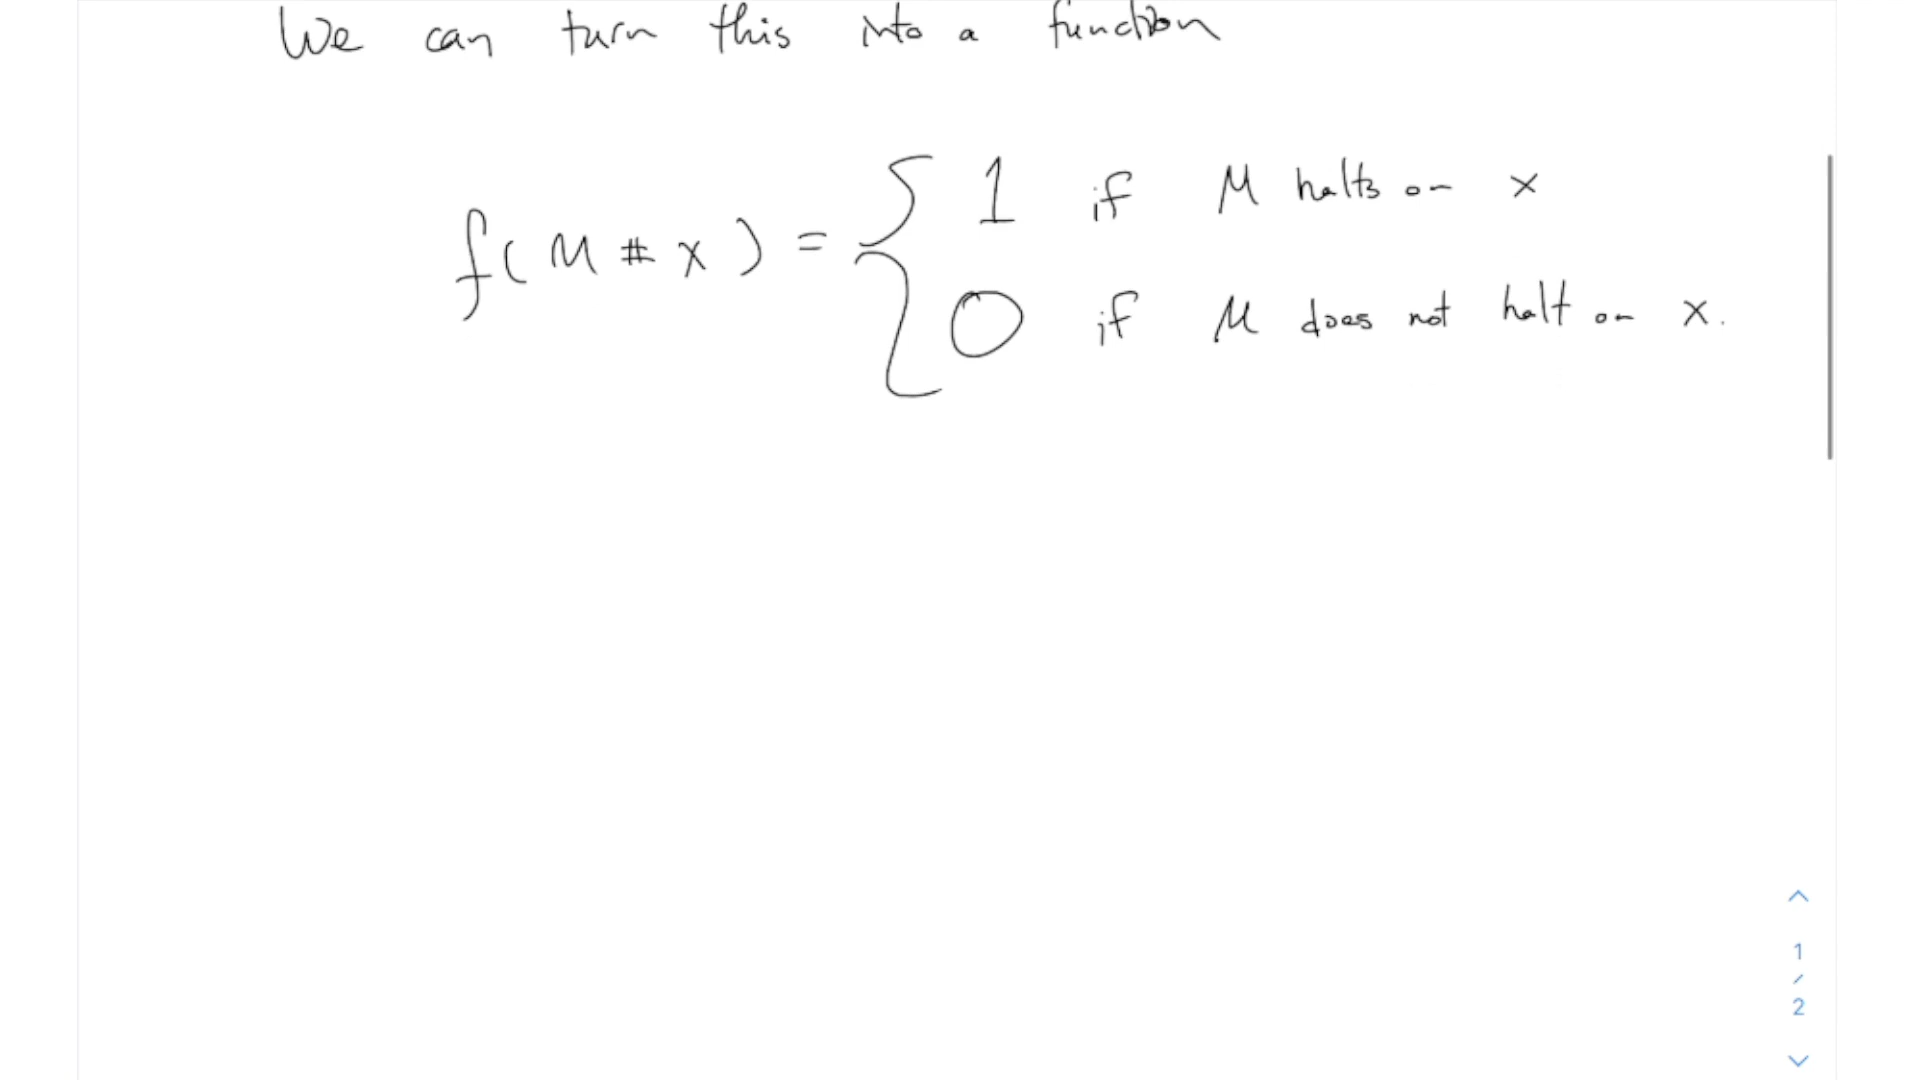 We can turn this into a function
f(M # x) = { 1 if M halts on x
0 if M does not halt on x.
1
/
2